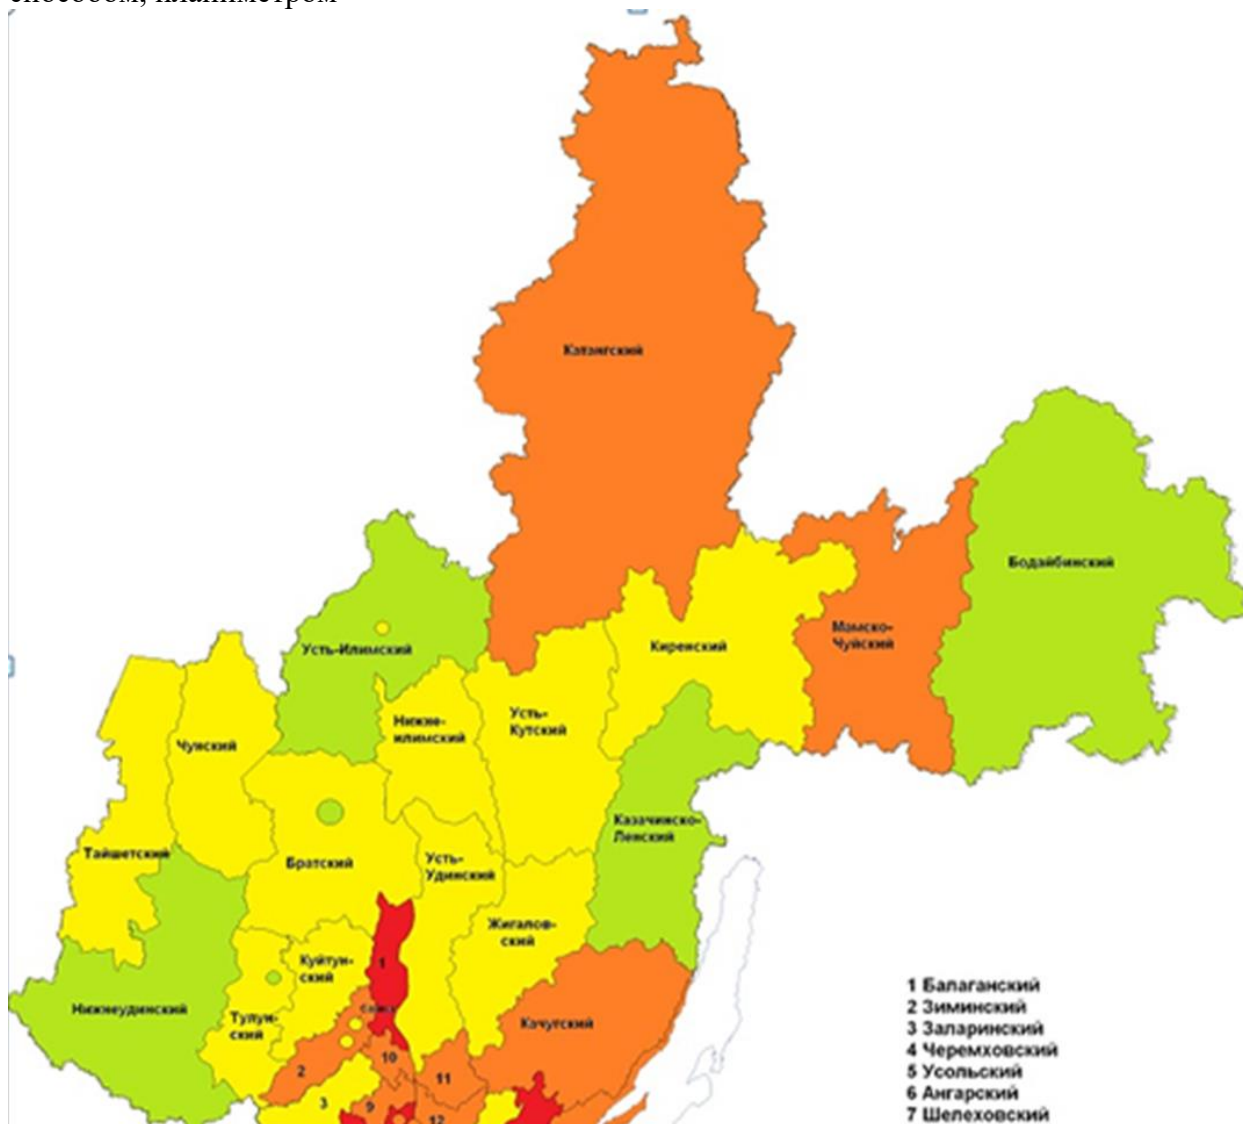 способом, планиметром
Катангский
Бодайбинский
Мамско-
Чуйский
Киренский
Усть-Илимский
Усть-
Кутский
Нижне-
илимский
Чунский
Казачинско-
Ленский
Тайшетский
Братский
Усть-
Удинский
Жигалов-
ский
Куйтун-
ский
1
Нижнеудинский
Тулун-
ский
Качугский
10
2
11
3
9
12
1 Балаганский
2 Зиминский
3 Заларинский
4 Черемховский
5 Усольский
6 Ангарский
7 Шелеховский